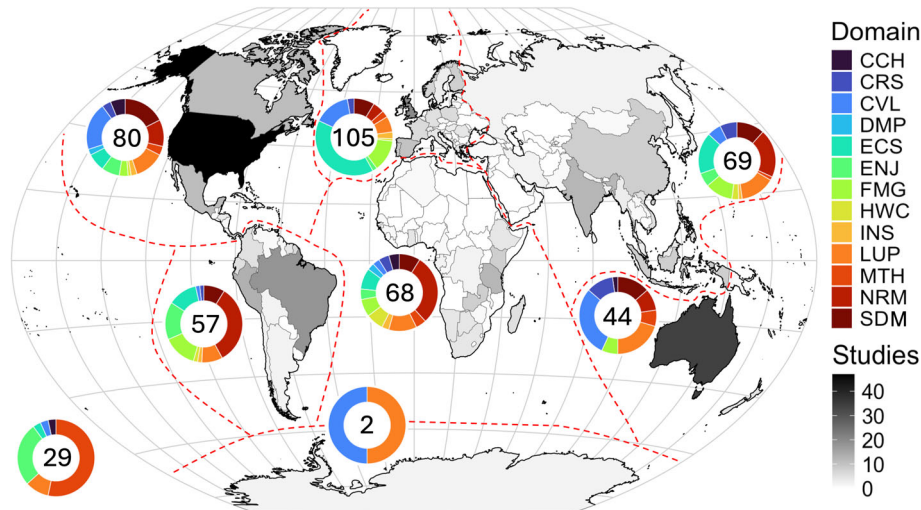 Domain
CCH
CRS
CVL
DMP
ECS
ENJ
FMG
HWC
INS
LUP
MTH
NRM
SDM
Studies
40
30
20
10
0
80
105
69
68
57
44
2
29